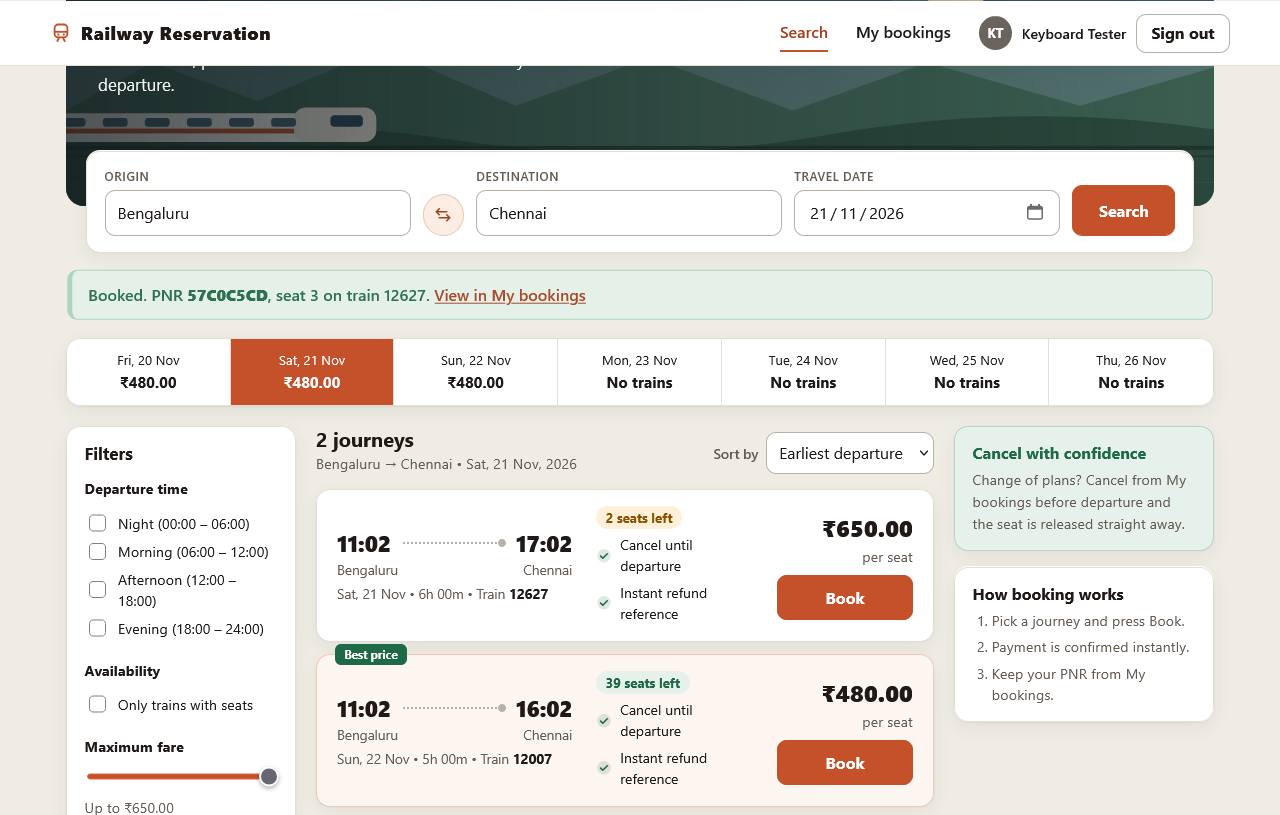 Railway Reservation
Search
My bookings
KT
Keyboard Tester
Sign out
departure.
ORIGIN
DESTINATION
TRAVEL DATE
Bengaluru
Chennai
21/11/2026
Search
Booked. PNR 57C0C5CD, seat 3 on train 12627. View in My bookings
Fri, 20 Nov
₹480.00
Sat, 21 Nov
₹480.00
Sun, 22 Nov
₹480.00
Mon, 23 Nov
No trains
Tue, 24 Nov
No trains
Wed, 25 Nov
No trains
Thu, 26 Nov
No trains
Filters
Departure time
Night (00:00 – 06:00)
Morning (06:00 – 12:00)
Afternoon (12:00 –
18:00)
Evening (18:00 – 24:00)
Availability
Only trains with seats
Maximum fare
Up to ₹650.00
2 journeys
Bengaluru → Chennai • Sat, 21 Nov, 2026
Sort by
Earliest departure
11:02
17:02
Bengaluru
Chennai
Sat, 21 Nov • 6h 00m • Train 12627
2 seats left
Cancel until
departure
Instant refund
reference
₹650.00
per seat
Book
Best price
11:02
16:02
Bengaluru
Chennai
Sun, 22 Nov • 5h 00m • Train 12007
39 seats left
Cancel until
departure
Instant refund
reference
₹480.00
per seat
Book
Cancel with confidence
Change of plans? Cancel from My
bookings before departure and
the seat is released straight away.
How booking works
1. Pick a journey and press Book.
2. Payment is confirmed instantly.
3. Keep your PNR from My
bookings.